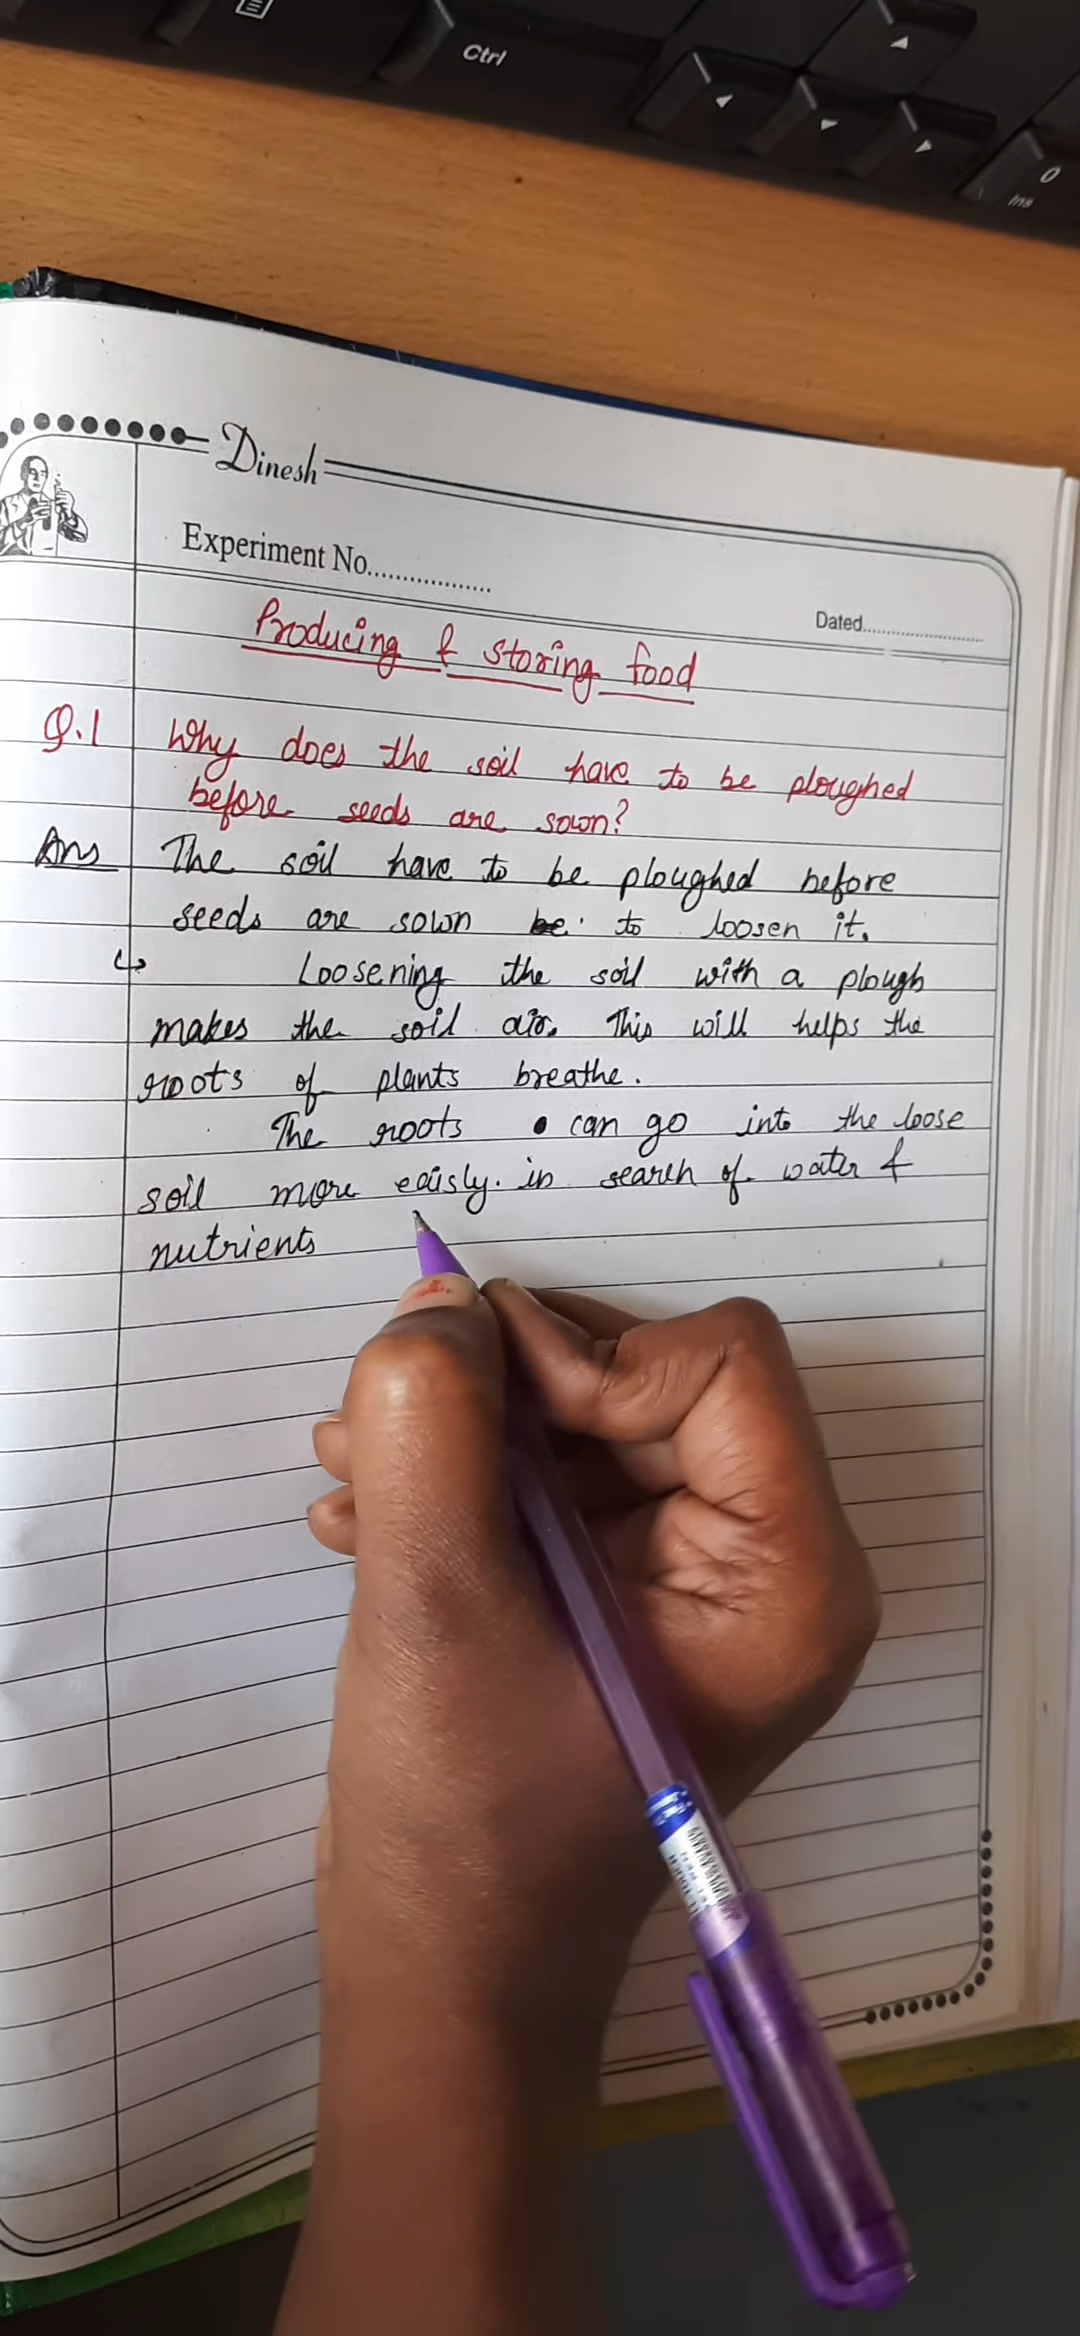 Ctrl
0
Ins
Dinesh
Experiment No..................
Dated..............................
Producing & storing food
Q.1 Why does the soil have to be ploughed
before seeds are sown?
Ans The soil have to be ploughed before
seeds are sown be to loosen it.
Loosening the soil with a plough
makes the soil air. This will helps the
roots of plants breathe.
The roots can go into the loose
soil more eaisly. in search of water &
nutrients